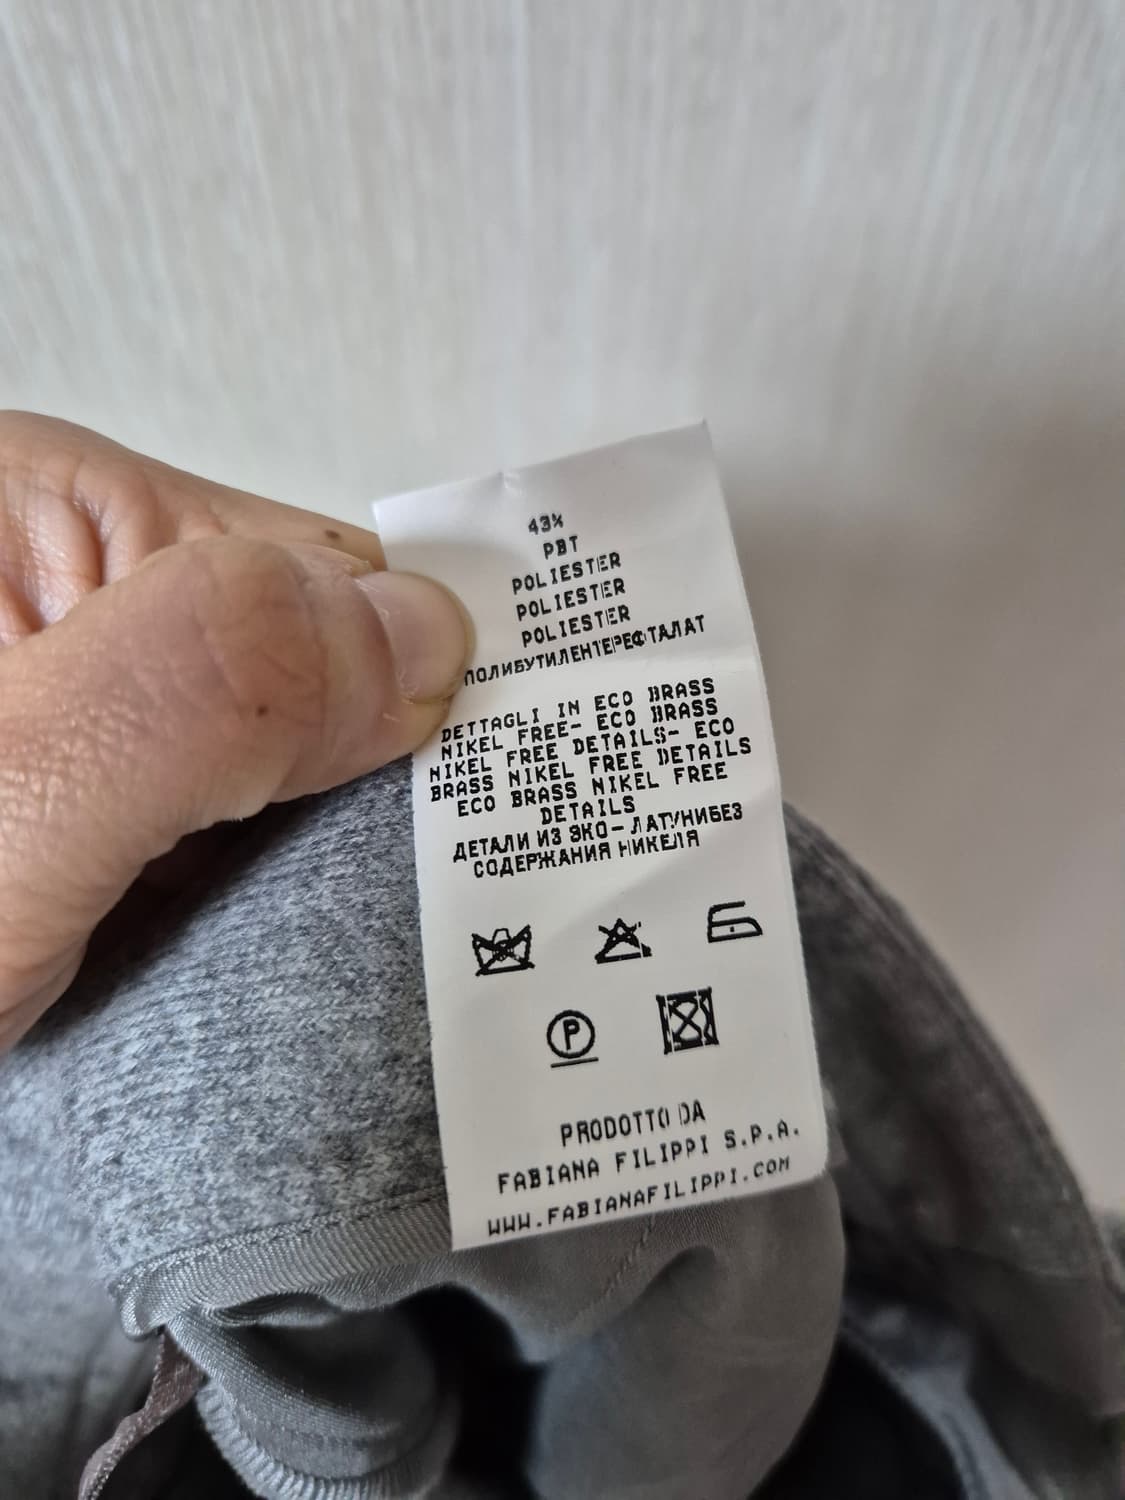 43%
PBT
POLIESTER
POLIESTER
POLIESTER
ПОЛИБУТИЛЕНТЕРЕФТАЛАТ
DETTAGLI IN ECO BRASS
NIKEL FREE- ECO BRASS
NIKEL FREE DETAILS- ECO
BRASS NIKEL FREE DETAILS
ECO BRASS NIKEL FREE
DETAILS
ДЕТАЛИ ИЗ ЭКО-ЛАТУНИБЕЗ
СОДЕРЖАНИЯ НИКЕЛЯ
P
PRODOTTO DA
FABIANA FILIPPI S.P.A.
WWW.FABIANAFILIPPI.COM